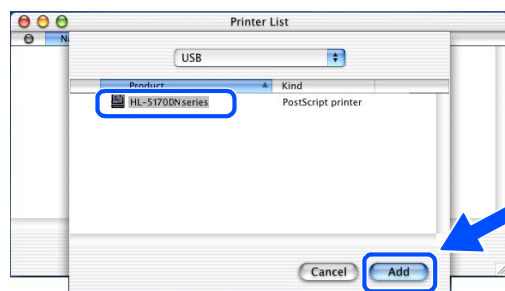 Printer List
N
USB
Product Kind
HL-5170DN series PostScript printer
Cancel Add